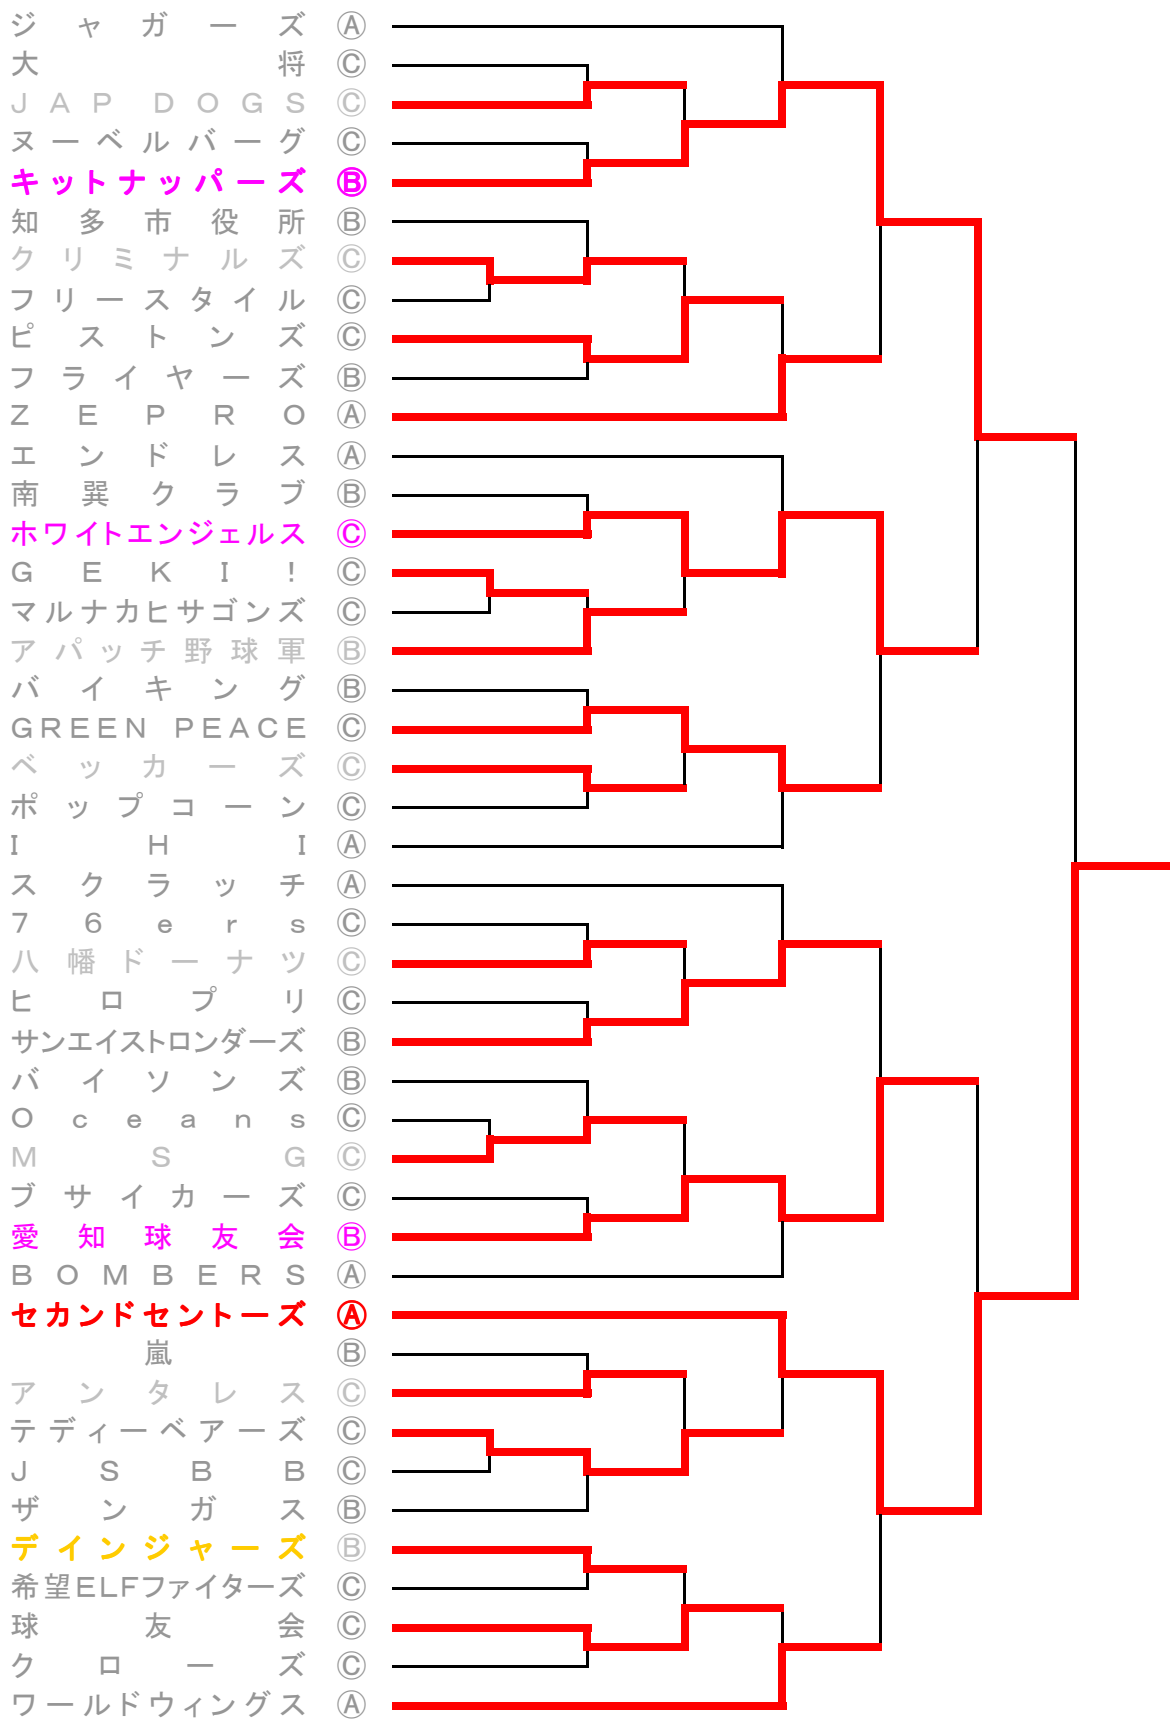 ジャガーズ Ⓐ
大将 Ⓒ
ＪＡＰ ＤＯＧＳ Ⓒ
ヌーベルバーグ Ⓒ
キットナッパーズ Ⓑ
知多市役所 Ⓑ
クリミナルズ Ⓒ
フリースタイル Ⓒ
ピストンズ Ⓒ
フライヤーズ Ⓑ
ＺＥＰＲＯ Ⓐ
エンドレス Ⓐ
南巽クラブ Ⓑ
ホワイトエンジェルス Ⓒ
ＧＥＫＩ！ Ⓒ
マルナカヒサゴンズ Ⓒ
アパッチ野球軍 Ⓑ
バイキング Ⓑ
ＧＲＥＥＮ ＰＥＡＣＥ Ⓒ
ベッカーズ Ⓒ
ポップコーン Ⓒ
ＩＨＩ Ⓐ
スクラッチ Ⓐ
７６ｅｒｓ Ⓒ
八幡ドーナツ Ⓒ
ヒロプリ Ⓒ
サンエイストロンダーズ Ⓑ
バイソンズ Ⓑ
Ｏｃｅａｎｓ Ⓒ
ＭＳＧ Ⓒ
ブサイカーズ Ⓒ
愛知球友会 Ⓑ
ＢＯＭＢＥＲＳ Ⓐ
セカンドセントーズ Ⓐ
嵐 Ⓑ
アンタレス Ⓒ
テディーベアーズ Ⓒ
ＪＳＢＢ Ⓒ
ザンガス Ⓑ
デインジャーズ Ⓑ
希望ELFファイターズ Ⓒ
球友会 Ⓒ
クローズ Ⓒ
ワールドウィングス Ⓐ